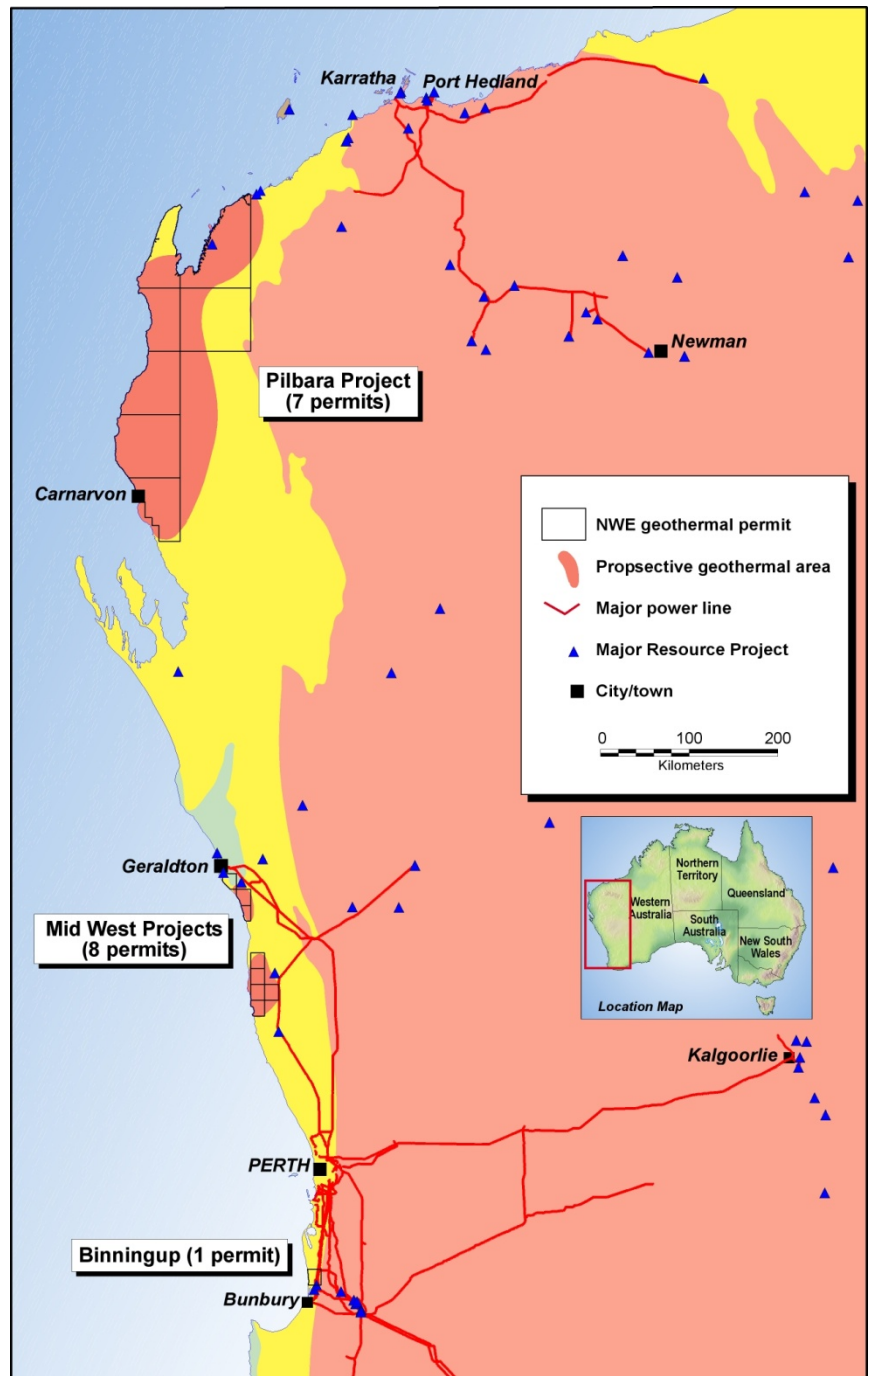 Karratha
Port Hedland
Newman
Pilbara Project
(7 permits)
Carnarvon
NWE geothermal permit
Propsective geothermal area
Major power line
Major Resource Project
City/town
0 200
Kilometers
Geraldton
Mid West Projects
(8 permits)
Northern
Territory
Queensland
Western
Australia
South
Australia
New South
Wales
Location Map
Kalgoorlie
PERTH
Binningup (1 permit)
Bunbury